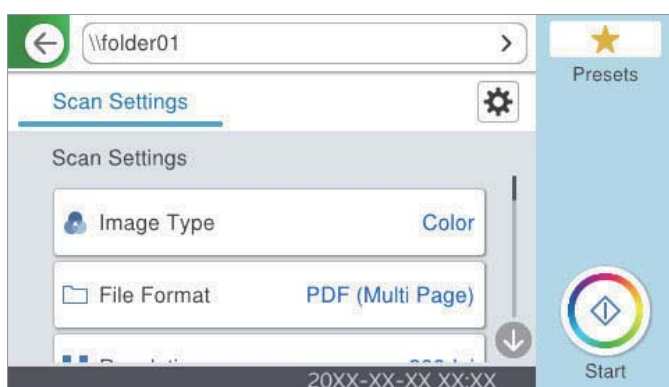 \\folder01
Presets
Scan Settings
Scan Settings
Image Type Color
File Format PDF (Multi Page)
20XX-XX-XX XX:XX
Start